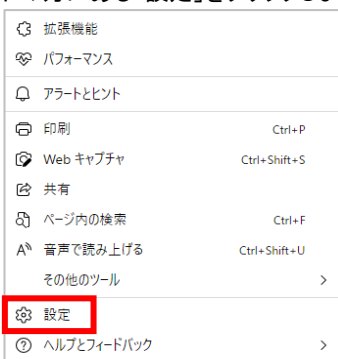 拡張機能
パフォーマンス
アラートとヒント
印刷 Ctrl+P
Web キャプチャ Ctrl+Shift+S
共有
ページ内の検索 Ctrl+F
音声で読み上げる Ctrl+Shift+U
その他のツール
設定
ヘルプとフィードバック